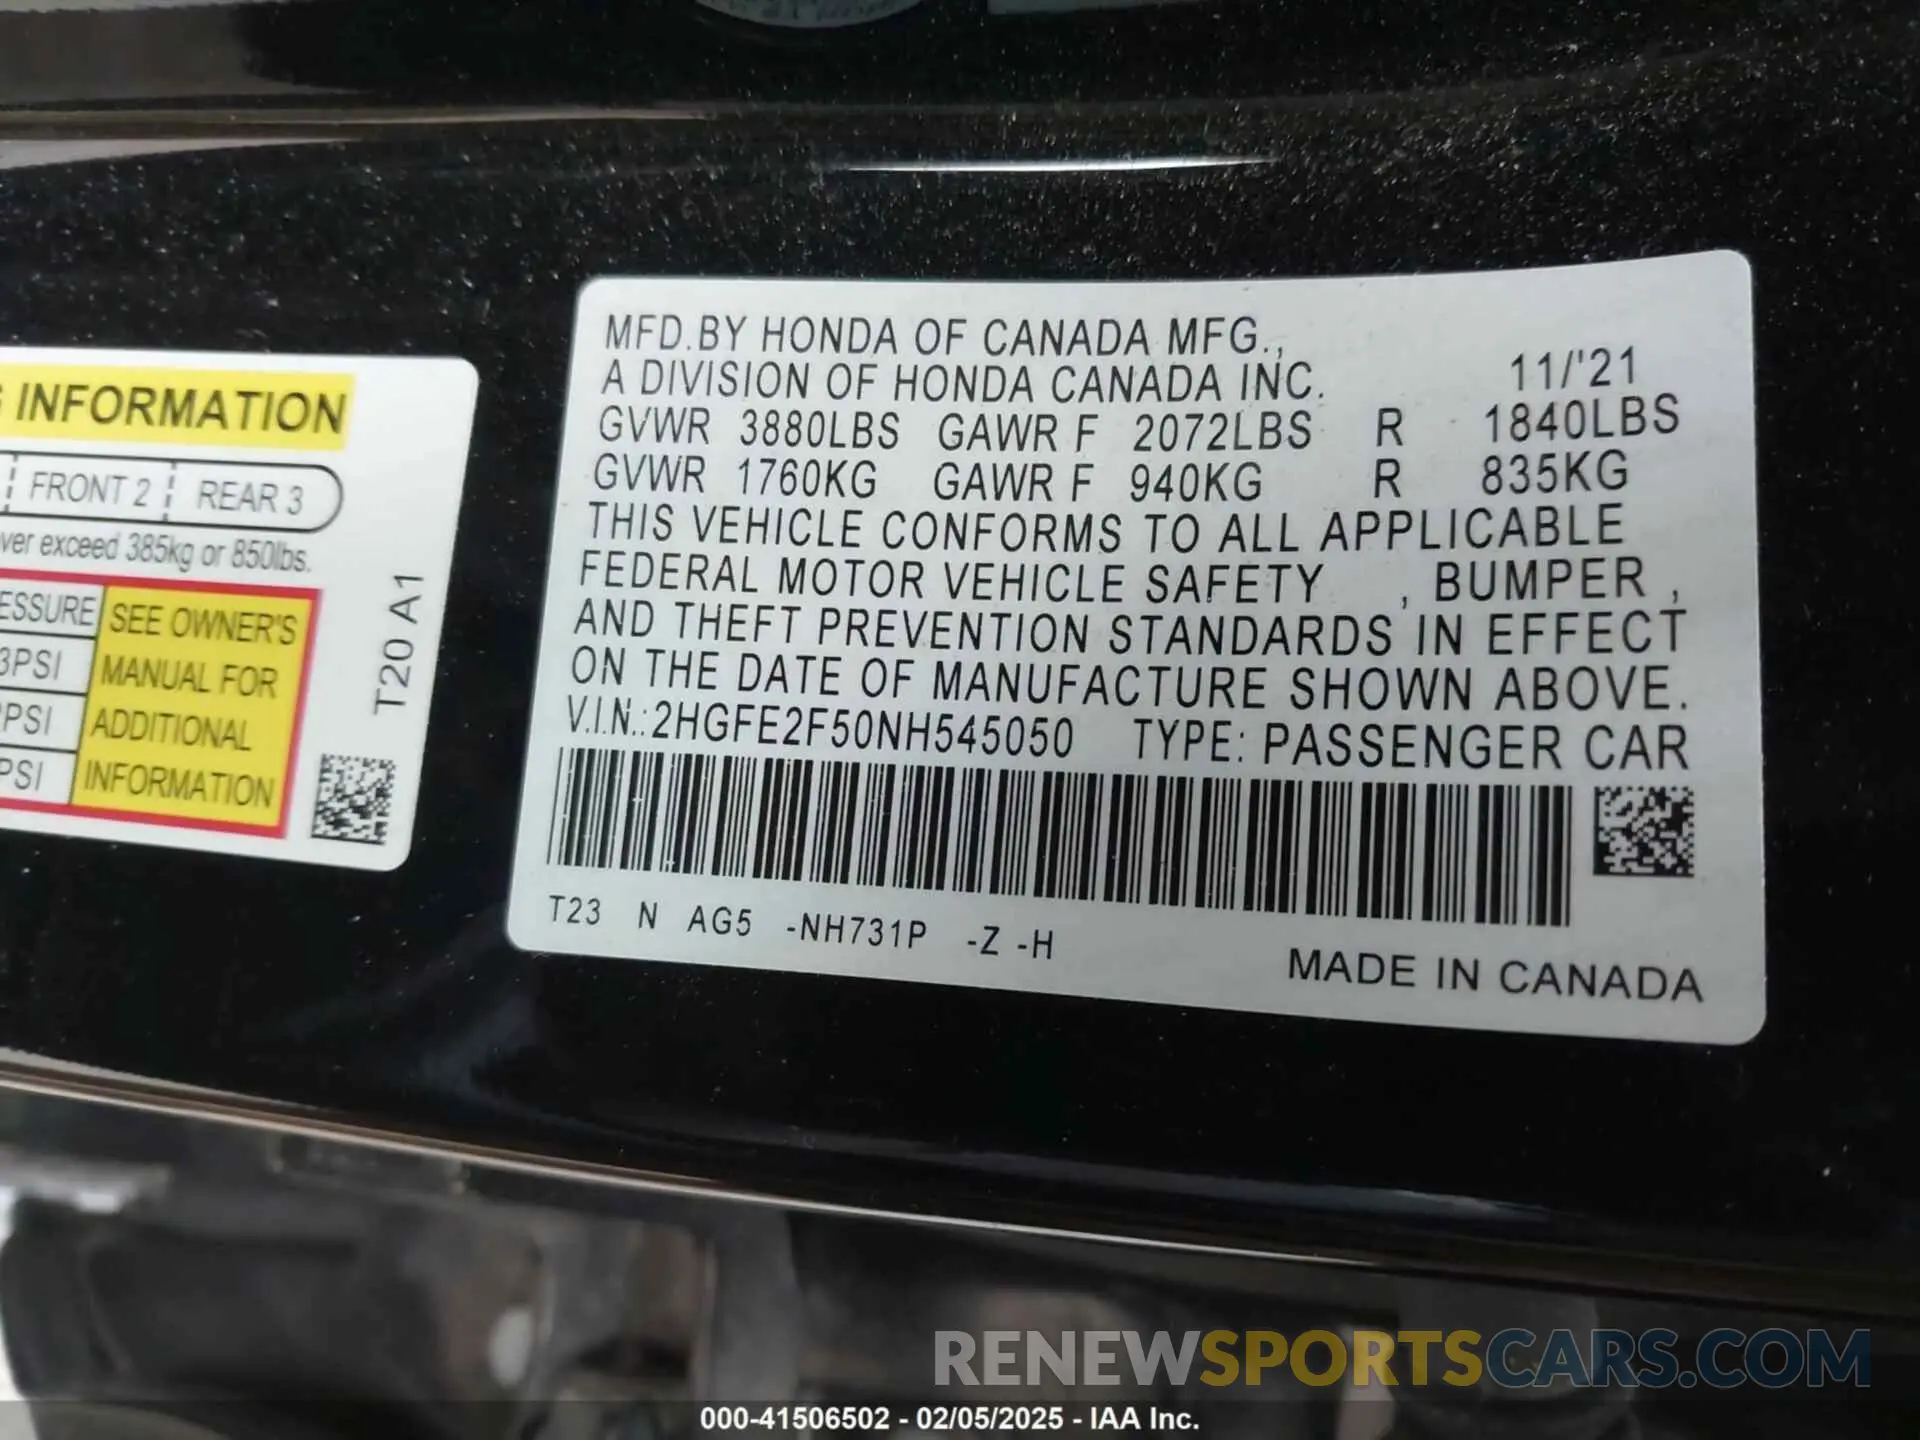 INFORMATION
FRONT 2 REAR 3
exceed 385kg or 850lbs.
SEE OWNER'S
MANUAL FOR
ADDITIONAL
INFORMATION
3PSI
PSI
PSI
T20 A1
MFD.BY HONDA OF CANADA MFG.,
A DIVISION OF HONDA CANADA INC. 11/'21
GVWR 3880LBS GAWR F 2072LBS R 1840LBS
GVWR 1760KG GAWR F 940KG R 835KG
THIS VEHICLE CONFORMS TO ALL APPLICABLE
FEDERAL MOTOR VEHICLE SAFETY , BUMPER ,
AND THEFT PREVENTION STANDARDS IN EFFECT
ON THE DATE OF MANUFACTURE SHOWN ABOVE.
V.I.N.:2HGFE2F50NH545050 TYPE: PASSENGER CAR
T23 N AG5 -NH731P -Z -H
MADE IN CANADA
RENEWSPORTSCARS.COM
000-41506502 - 02/05/2025 - IAA Inc.